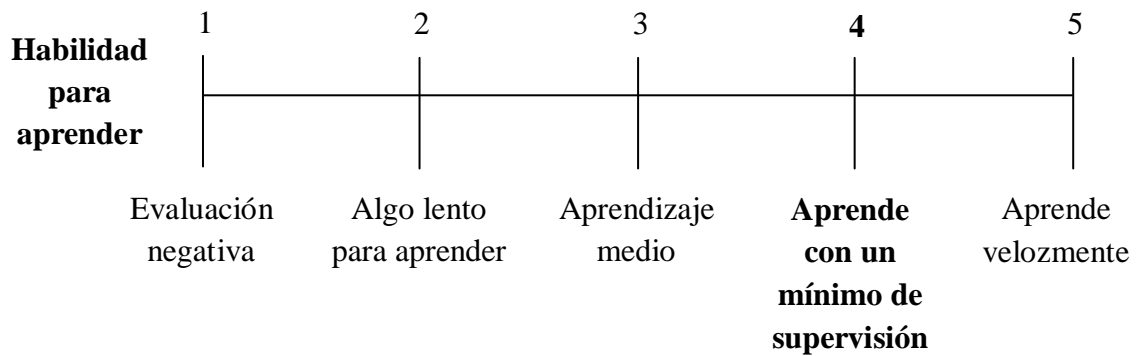 1 2 3 4 5
Habilidad
para
aprender
Evaluación
negativa
Algo lento
para aprender
Aprendizaje
medio
Aprende
con un
mínimo de
supervisión
Aprende
velozmente